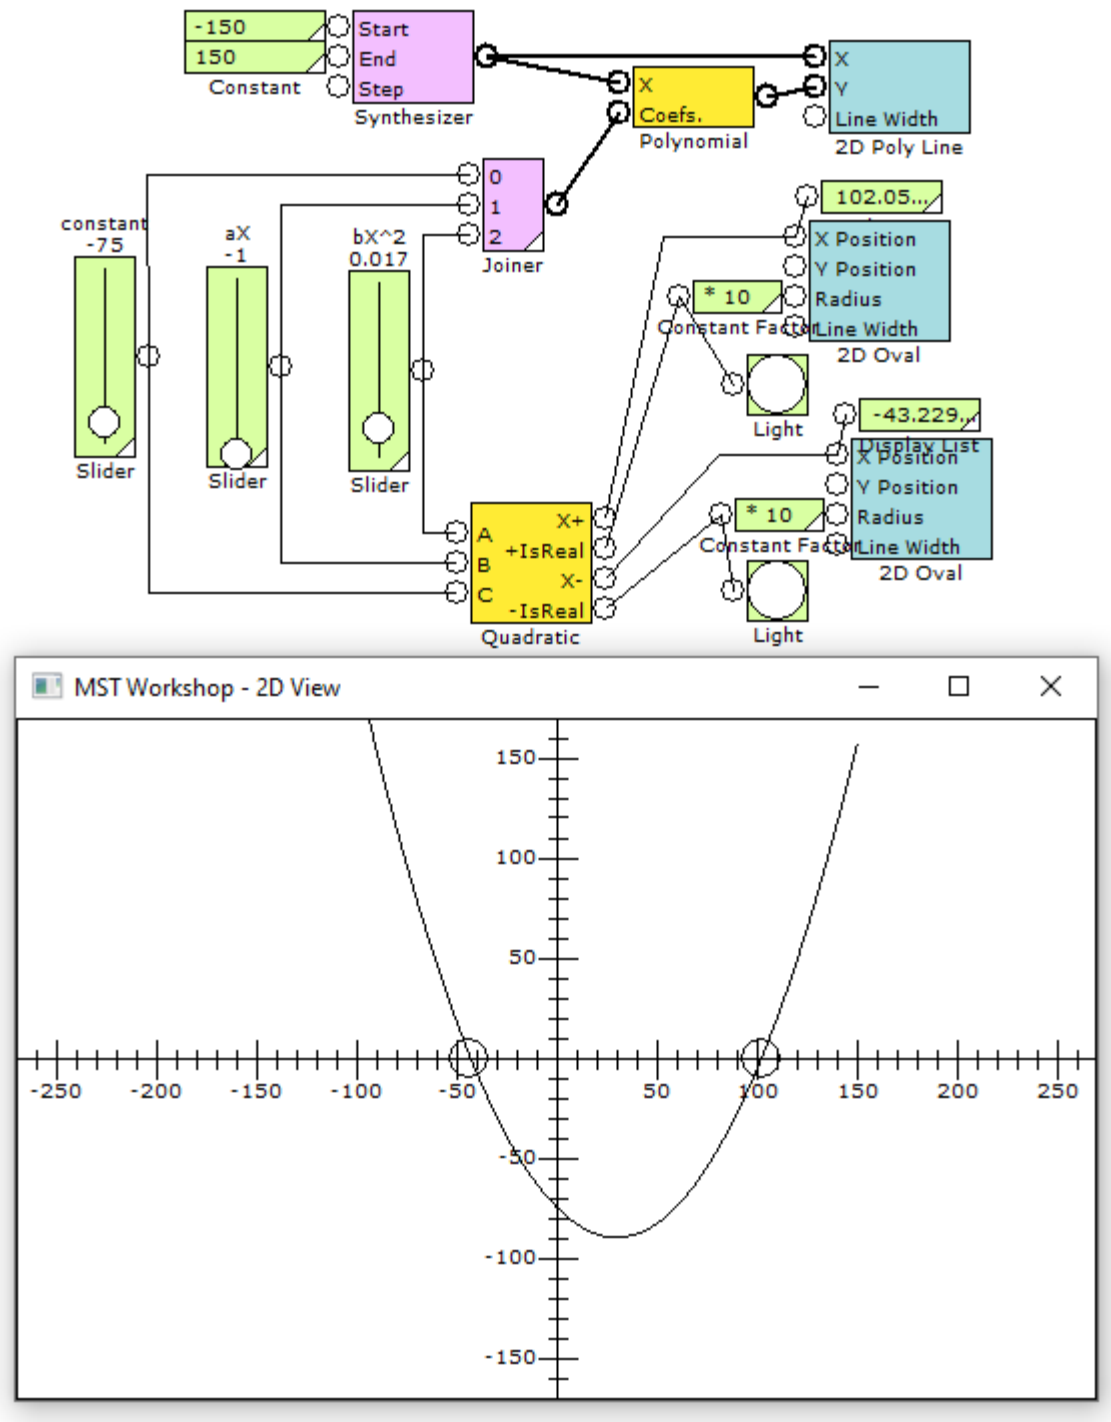 -150
Start
150
End
Constant
Step
Synthesizer
X
Coefs.
Polynomial
X
Y
Line Width
2D Poly Line
0
1
2
Joiner
constant
-75
Slider
aX
-1
Slider
bX^2
0.017
Slider
102.05...
X Position
Y Position
* 10
Radius
Constant Factor
Line Width
2D Oval
Light
-43.229...
Display List
X Position
Y Position
* 10
Radius
Constant Factor
Line Width
2D Oval
Light
A
B
C
X+
+IsReal
X-
-IsReal
Quadratic
MST Workshop - 2D View
150
100
50
-250 -200 -150 -100 -50 50 100 150 200 250
-50
-100
-150